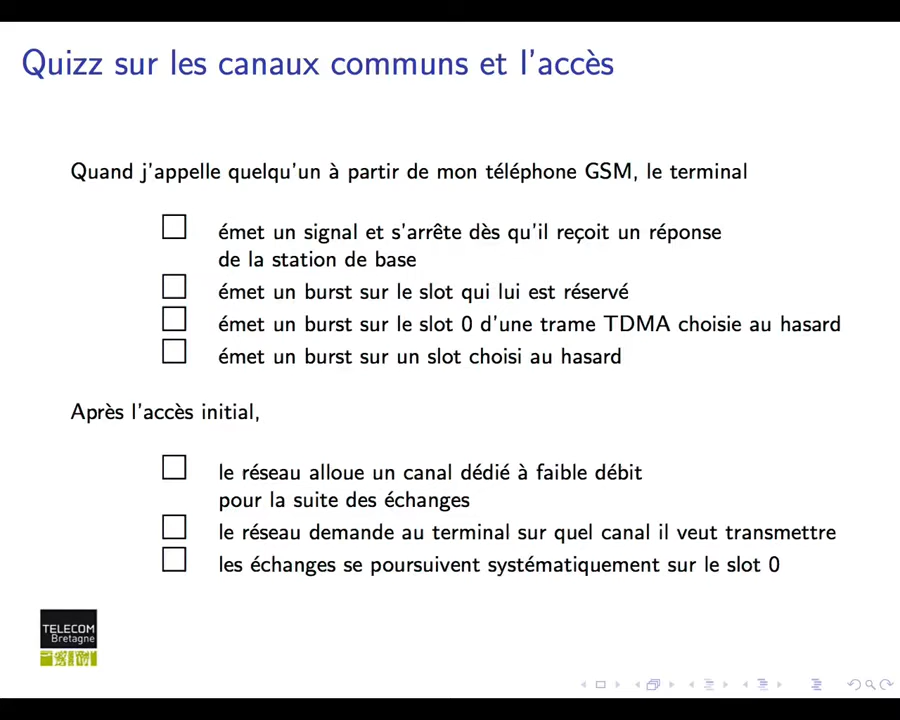 Quizz sur les canaux communs et l'accès
Quand j'appelle quelqu'un à partir de mon téléphone GSM, le terminal
émet un signal et s'arrête dès qu'il reçoit un réponse
de la station de base
émet un burst sur le slot qui lui est réservé
émet un burst sur le slot 0 d'une trame TDMA choisie au hasard
émet un burst sur un slot choisi au hasard
Après l'accès initial,
le réseau alloue un canal dédié à faible débit
pour la suite des échanges
le réseau demande au terminal sur quel canal il veut transmettre
les échanges se poursuivent systématiquement sur le slot 0
TELECOM
Bretagne